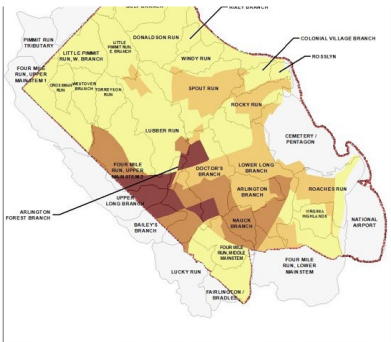 RIXEY BRANCH
DONALDSON RUN
COLONIAL VILLAGE BRANCH
PIMMIT RUN
TRIBUTARY
LITTLE
PIMMIT RUN,
E. BRANCH
ROSSLYN
LITTLE PIMMIT
RUN, W. BRANCH
WINDY RUN
FOUR MILE
RUN, UPPER
MAINSTEM 1
CROSSMAN
RUN
WESTOVER
BRANCH
TORREYSON
RUN
SPOUT RUN
ROCKY RUN
LUBBER RUN
CEMETERY /
PENTAGON
FOUR MILE
RUN, UPPER
MAINSTEM 2
DOCTOR'S
BRANCH
LOWER LONG
BRANCH
ARLINGTON
BRANCH
ROACHES RUN
UPPER
LONG BRANCH
VIRGINIA
HIGHLANDS
ARLINGTON
FOREST BRANCH
NAUCK
BRANCH
NATIONAL
AIRPORT
BAILEY'S
BRANCH
FOUR MILE
RUN, MIDDLE
MAINSTEM
FOUR MILE
RUN, LOWER
MAINSTEM
LUCKY RUN
FAIRLINGTON /
BRADLEE